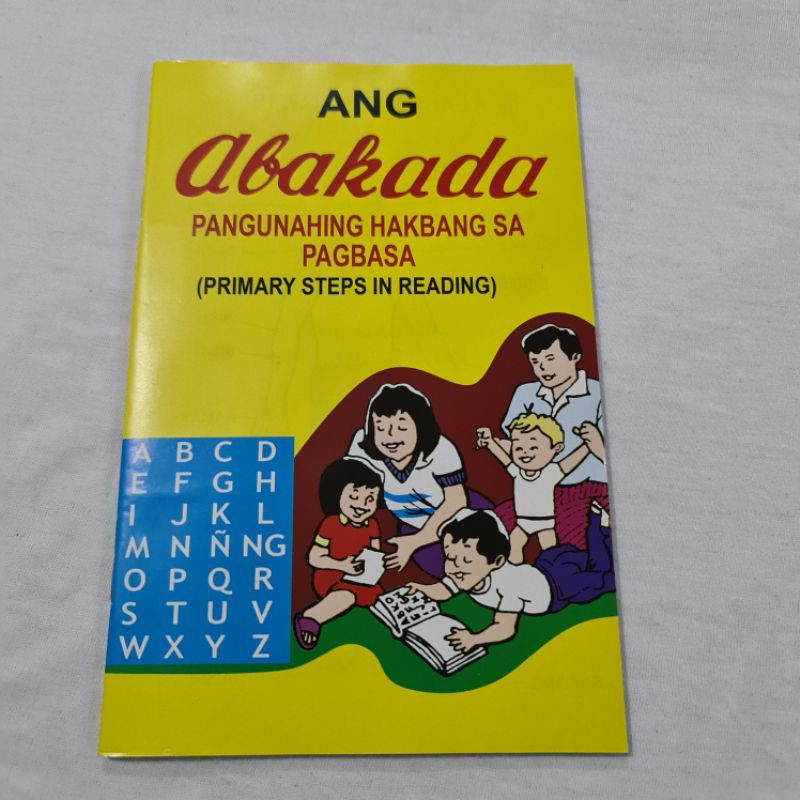 ANG
Abakada
PANGUNAHING HAKBANG SA
PAGBASA
(PRIMARY STEPS IN READING)
A B C D
E F G H
I J K L
M N Ñ NG
O P Q R
S T U V
W X Y Z